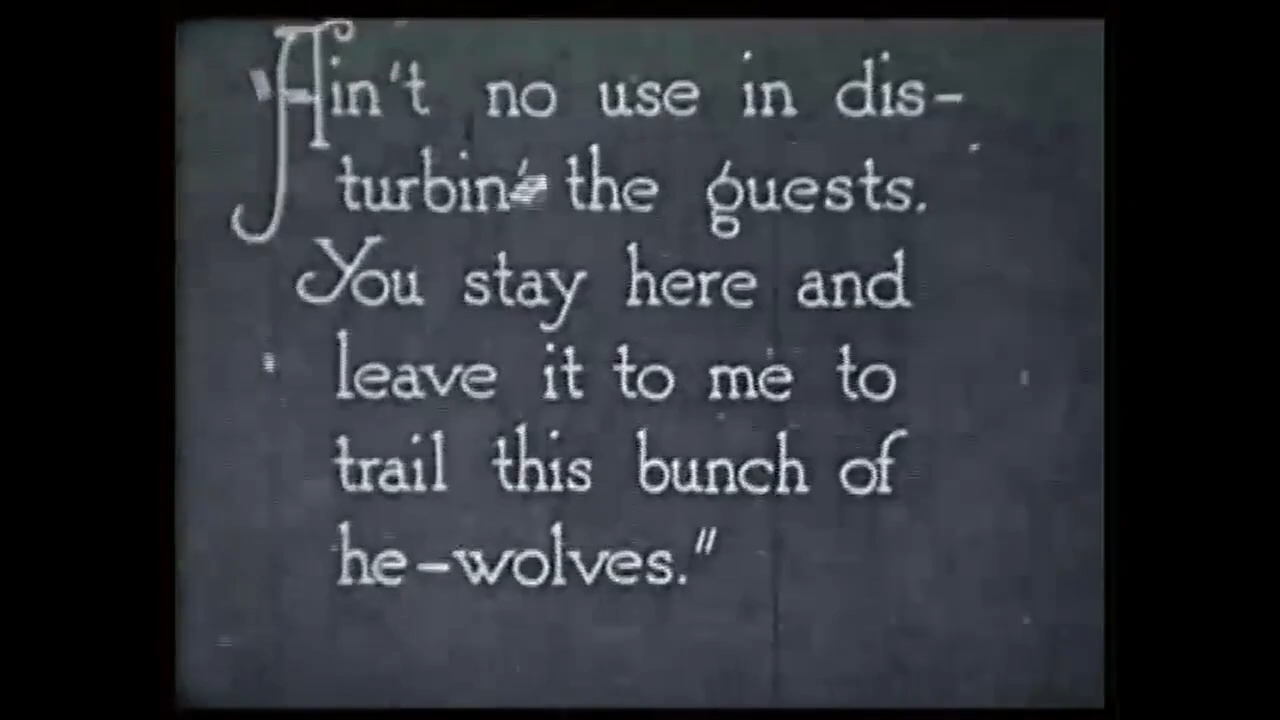 "Ain't no use in dis-
turbin' the guests.
You stay here and
leave it to me to
trail this bunch of
he-wolves."